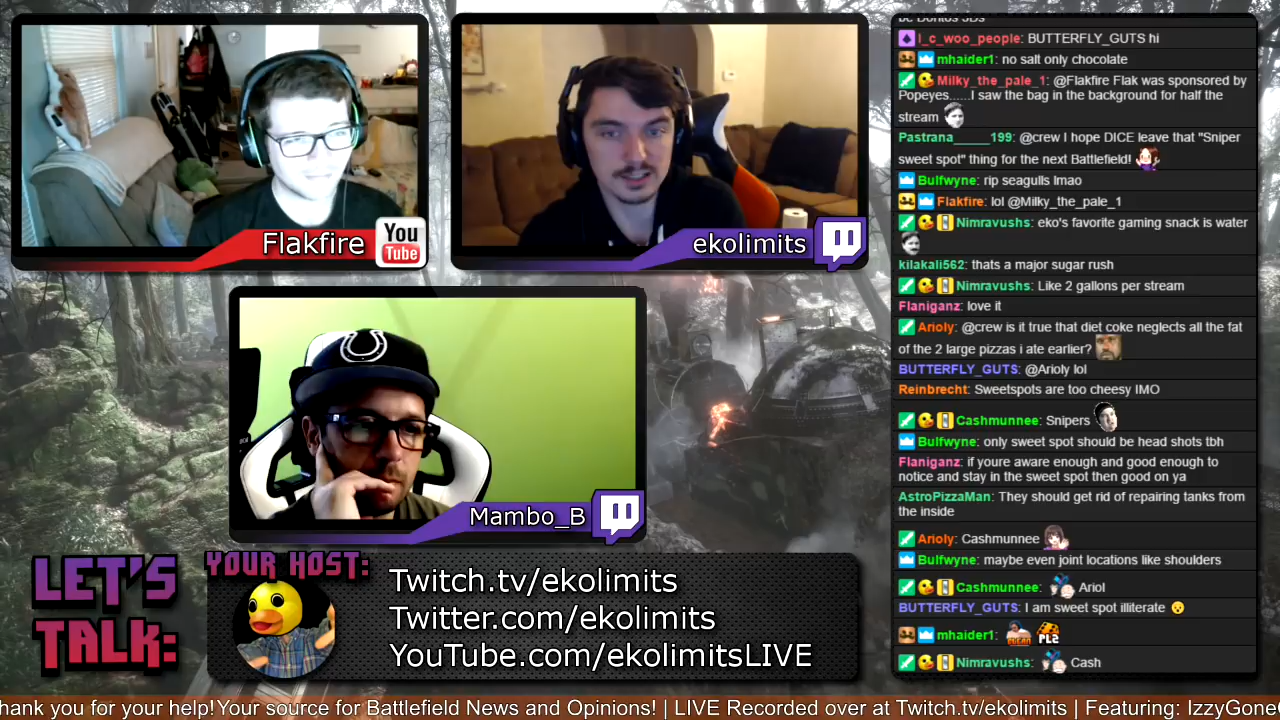 Flakfire
You
Tube
ekolimits
Mambo_B
LET'S
TALK:
YOUR HOST:
Twitch.tv/ekolimits
Twitter.com/ekolimits
YouTube.com/ekolimitsLIVE
be Doritos 3Ds
I_c_woo_people: BUTTERFLY_GUTS hi
mhaider1: no salt only chocolate
Milky_the_pale_1: @Flakfire Flak was sponsored by
Popeyes.....I saw the bag in the background for half the
stream
Pastrana_____199: @crew I hope DICE leave that "Sniper
sweet spot" thing for the next Battlefield!
Bulfwyne: rip seagulls lmao
Flakfire: lol @Milky_the_pale_1
Nimravushs: eko's favorite gaming snack is water
kilakali562: thats a major sugar rush
Nimravushs: Like 2 gallons per stream
Flaniganz: love it
Arioly: @crew is it true that diet coke neglects all the fat
of the 2 large pizzas i ate earlier?
BUTTERFLY_GUTS: @Arioly lol
Reinbrecht: Sweetspots are too cheesy IMO
Cashmunnee: Snipers
Bulfwyne: only sweet spot should be head shots tbh
Flaniganz: if youre aware enough and good enough to
notice and stay in the sweet spot then good on ya
AstroPizzaMan: They should get rid of repairing tanks from
the inside
Arioly: Cashmunnee
Bulfwyne: maybe even joint locations like shoulders
Cashmunnee: Ariol
BUTTERFLY_GUTS: I am sweet spot illiterate
mhaider1:
Nimravushs: Cash
hank you for your help! Your source for Battlefield News and Opinions! | LIVE Recorded over at Twitch.tv/ekolimits | Featuring: IzzyGone